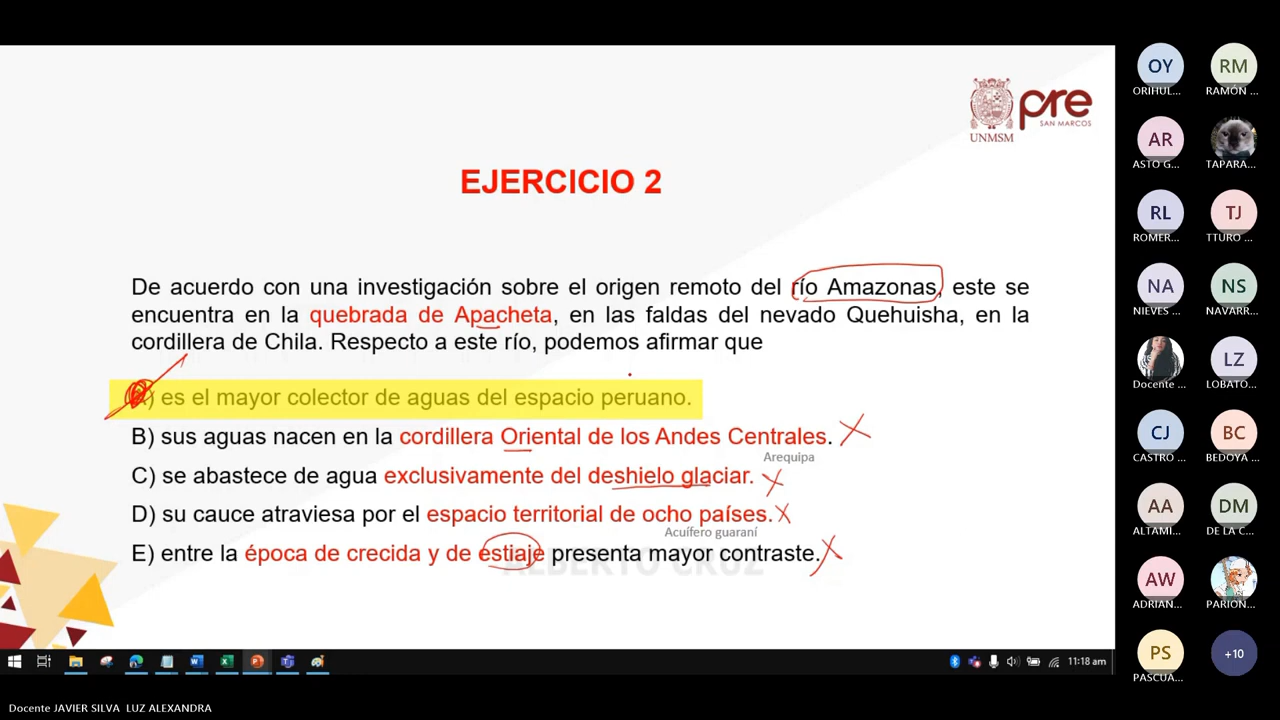 UNMSM
pre
SAN MARCOS
EJERCICIO 2
De acuerdo con una investigación sobre el origen remoto del río Amazonas, este se
encuentra en la quebrada de Apacheta, en las faldas del nevado Quehuisha, en la
cordillera de Chila. Respecto a este río, podemos afirmar que
A) es el mayor colector de aguas del espacio peruano.
B) sus aguas nacen en la cordillera Oriental de los Andes Centrales.
Arequipa
C) se abastece de agua exclusivamente del deshielo glaciar.
D) su cauce atraviesa por el espacio territorial de ocho países.
Acuífero guaraní
E) entre la época de crecida y de estiaje presenta mayor contraste.
ALBERTO CRUZ
11:18 am
OY
ORIHUL...
RM
RAMÓN ...
AR
ASTO G...
TAPARA...
RL
ROMER...
TJ
TTURO ...
NA
NIEVES ...
NS
NAVARR...
Docente ...
LZ
LOBATO...
CJ
CASTRO ...
BC
BEDOYA ...
AA
ALTAMI...
DM
DE LA C...
AW
ADRIAN...
PARION...
PS
PASCUA...
+10
Docente JAVIER SILVA LUZ ALEXANDRA